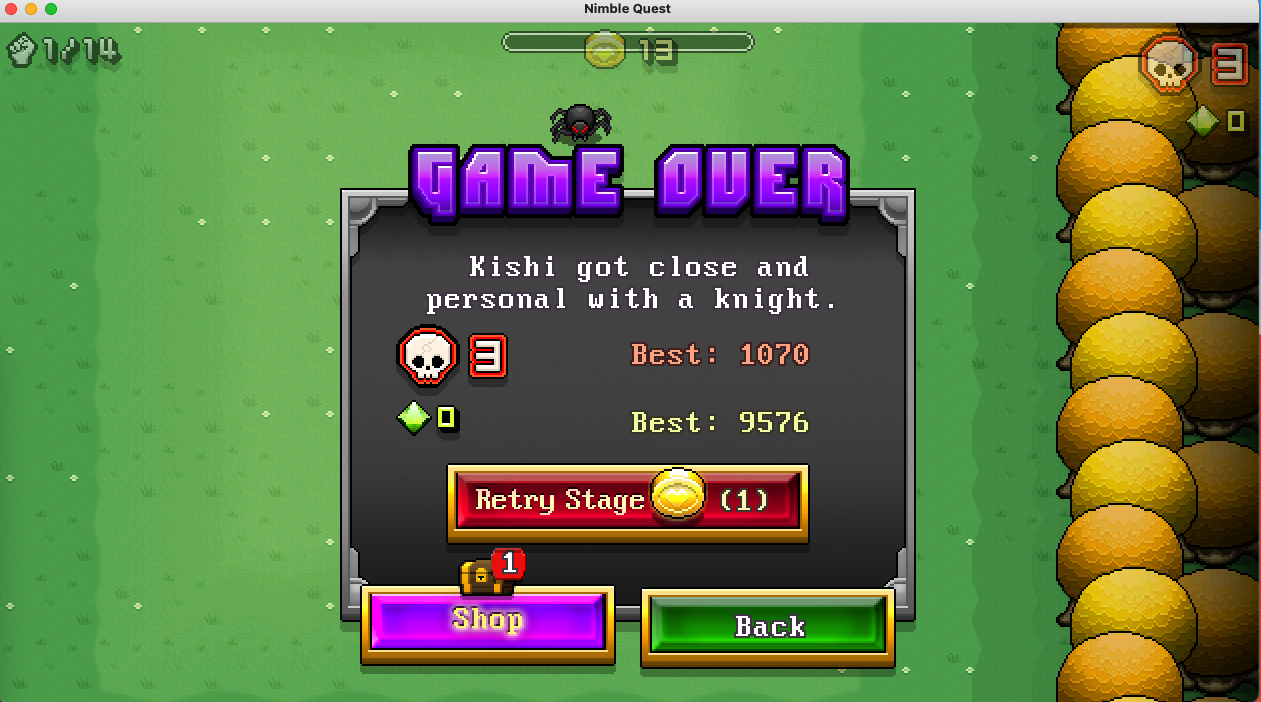 Nimble Quest
1/14
13
3
0
GAME OVER
Kishi got close and
personal with a knight.
3
Best: 1070
0
Best: 9576
Retry Stage (1)
1
Shop
Back